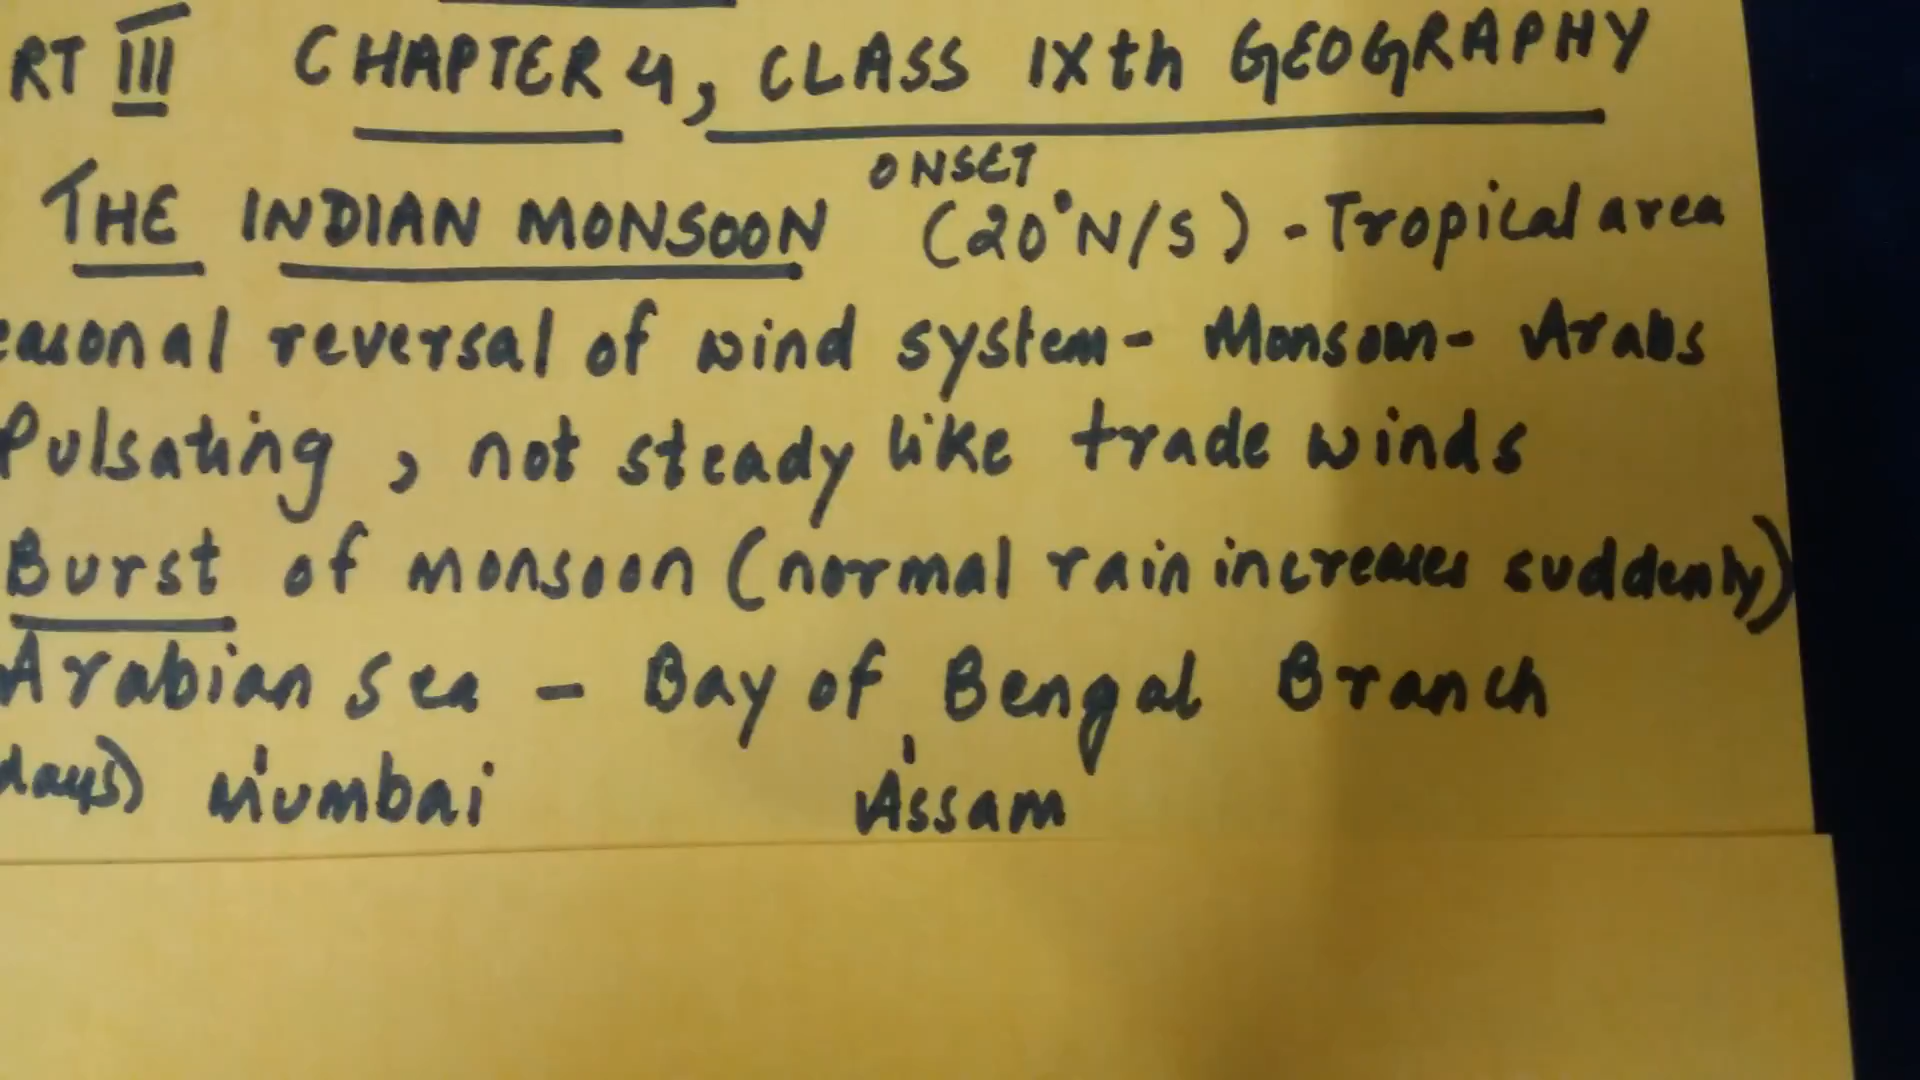 RT III CHAPTER 4, CLASS IXth GEOGRAPHY
ONSET
THE INDIAN MONSOON (20°N/S) - Tropical area
easonal reversal of wind system - Monsoon - Arabs
Pulsating, not steady like trade winds
Burst of monsoon (normal rain increases suddenly)
Arabian Sea - Bay of Bengal Branch
days) Mumbai Assam